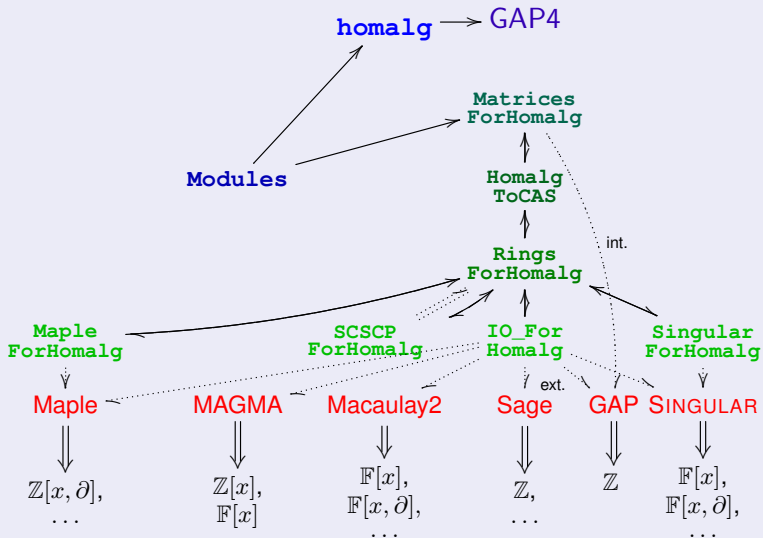 homalg GAP4
Matrices
ForHomalg
Modules
Homalg
ToCAS
int.
Rings
ForHomalg
Maple
ForHomalg
SCSCP
ForHomalg
IO_For
Homalg
Singular
ForHomalg
ext.
Maple MAGMA Macaulay2 Sage GAP SINGULAR
ℤ[x, ∂],
...
ℤ[x],
𝔽[x]
𝔽[x],
𝔽[x, ∂],
...
ℤ,
...
ℤ
𝔽[x],
𝔽[x, ∂],
...